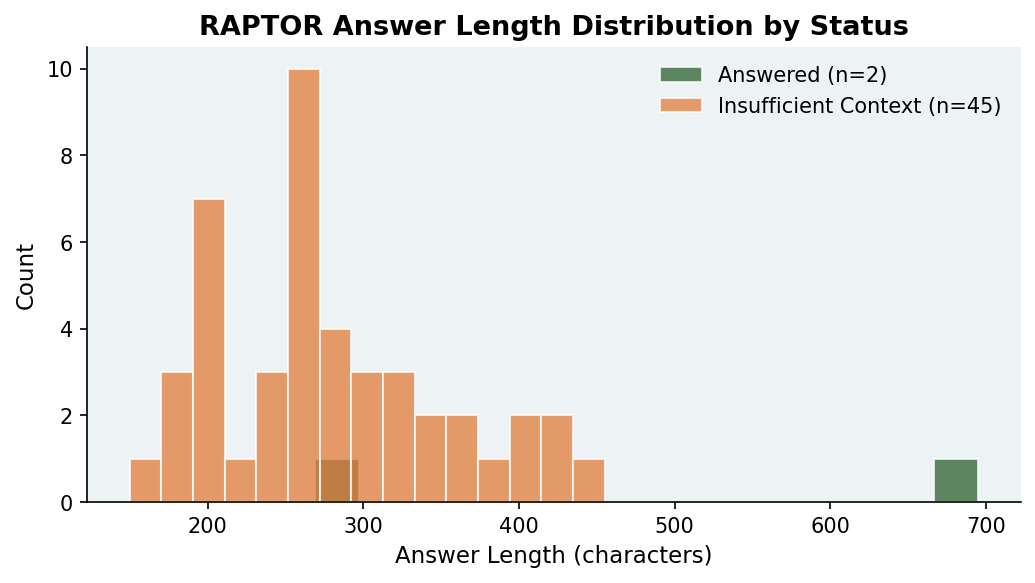 RAPTOR Answer Length Distribution by Status
Answered (n=2)
Insufficient Context (n=45)
10
8
6
4
2
0
Count
200 300 400 500 600 700
Answer Length (characters)